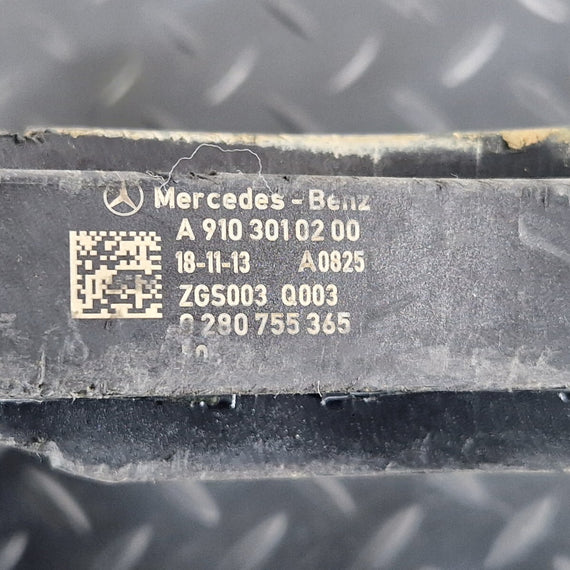 Mercedes-Benz
A 910 301 02 00
18-11-13 A0825
ZGS003 Q003
0 280 755 365